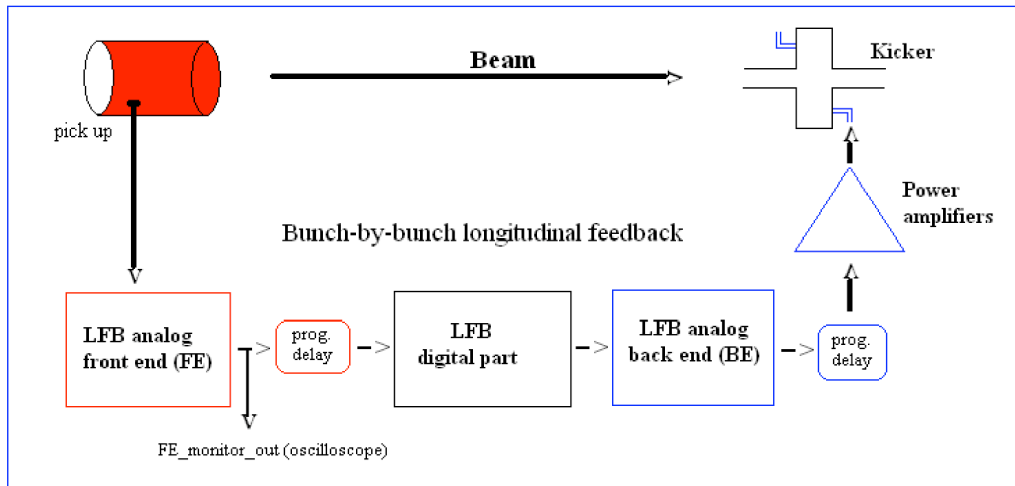 Beam
Kicker
pick up
Power
amplifiers
Bunch-by-bunch longitudinal feedback
LFB analog
front end (FE)
prog.
delay
LFB
digital part
LFB analog
back end (BE)
prog.
delay
FE_monitor_out (oscilloscope)